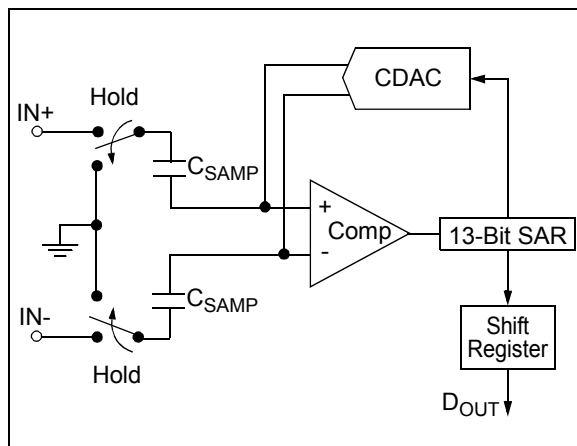 CDAC
Hold
IN+
CSAMP
+
Comp
-
13-Bit SAR
CSAMP
IN-
Hold
Shift
Register
DOUT